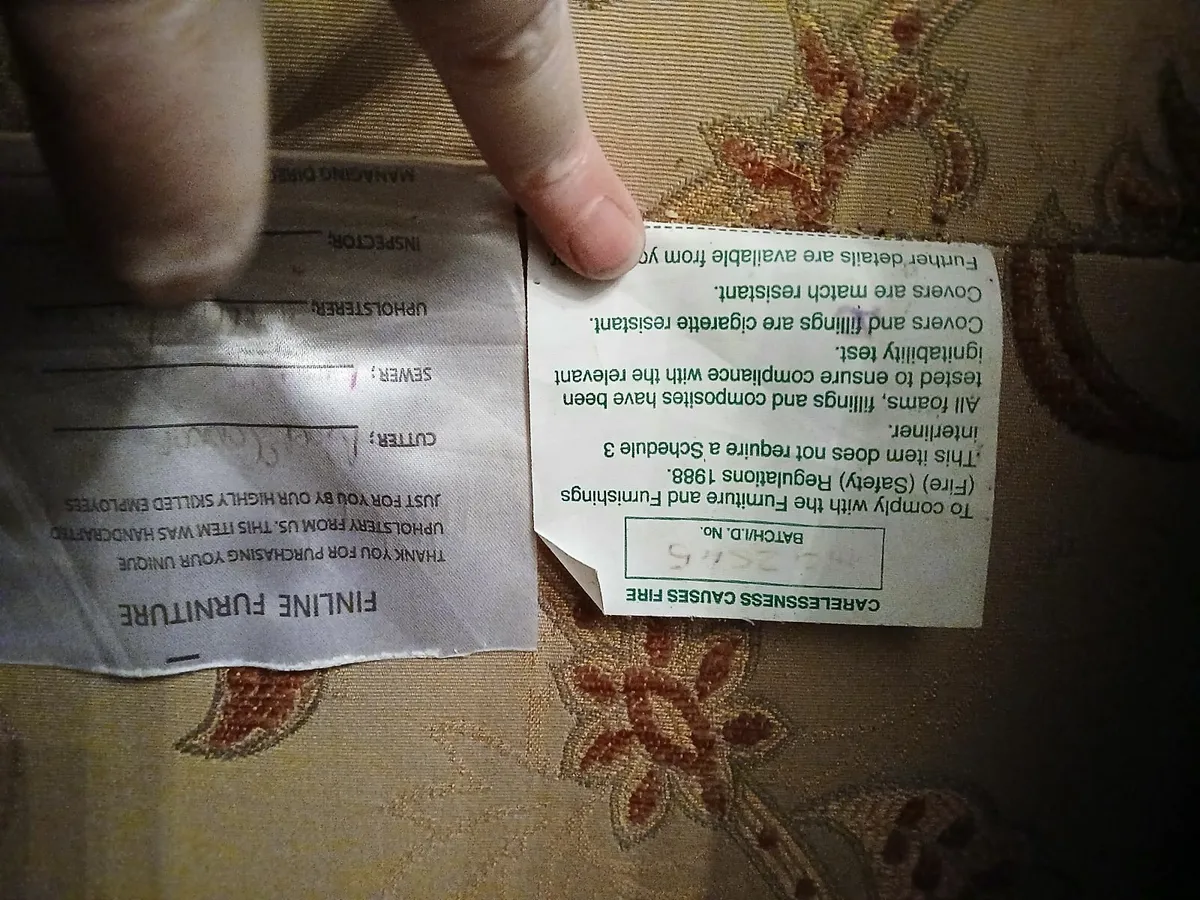 CARELESSNESS CAUSES FIRE
BATCH/I.D. No.
To comply with the Furniture and Furnishings
(Fire) (Safety) Regulations 1988.
This item does not require a Schedule 3
interliner.
All foams, fillings and composites have been
tested to ensure compliance with the relevant
ignitability test.
Covers and fillings are cigarette resistant.
Covers are match resistant.
Further details are available from
FINLINE FURNITURE
THANK YOU FOR PURCHASING YOUR UNIQUE
UPHOLSTERY FROM US. THIS ITEM WAS HANDCRAFTED
JUST FOR YOU BY OUR HIGHLY SKILLED EMPLOYEES
CUTTER;
SEWER;
UPHOLSTERER;
INSPECTOR;
MANAGING